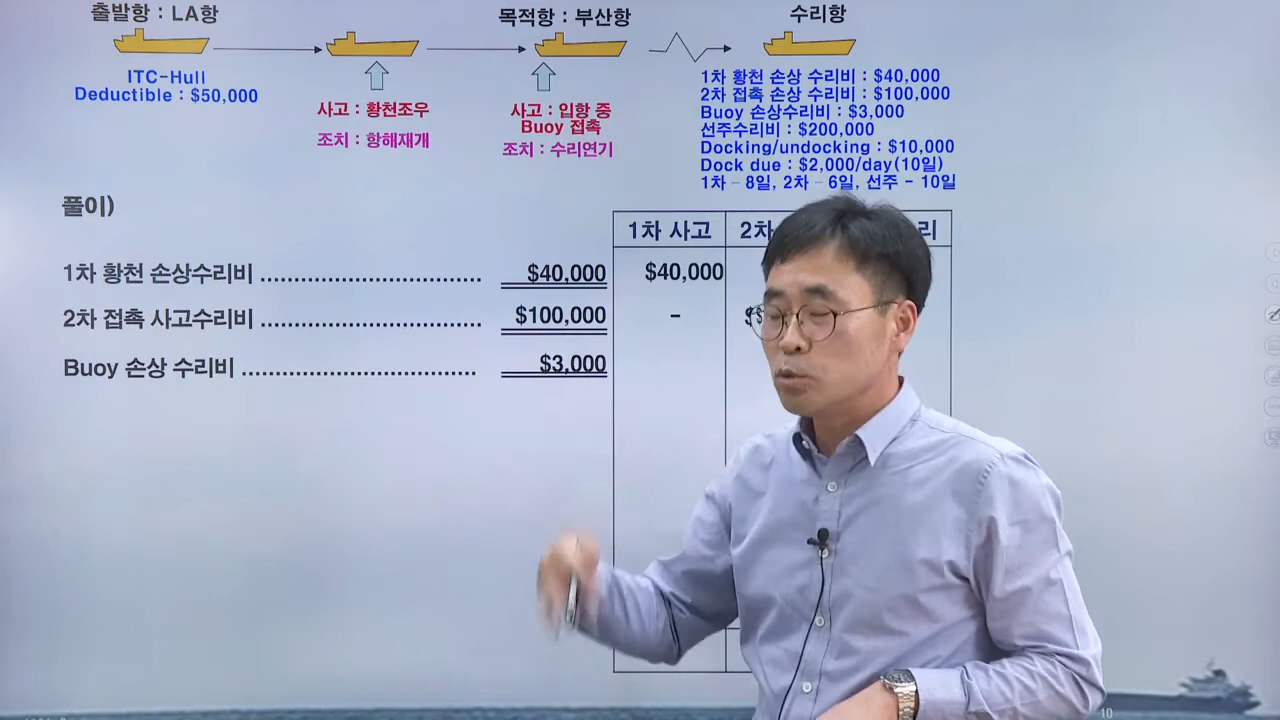 출발항 : LA항
목적항 : 부산항
수리항
ITC-Hull
Deductible : $50,000
사고 : 황천조우
조치 : 항해재개
사고 : 입항 중
Buoy 접촉
조치 : 수리연기
1차 황천 손상 수리비 : $40,000
2차 접촉 손상 수리비 : $100,000
Buoy 손상수리비 : $3,000
선주수리비 : $200,000
Docking/undocking : $10,000
Dock due : $2,000/day(10일)
1차 - 8일, 2차 - 6일, 선주 - 10일
풀이)
1차 사고 2차 리
1차 황천 손상수리비 ........................................ $40,000 $40,000
2차 접촉 사고수리비 ........................................ $100,000 -
Buoy 손상 수리비 ........................................ $3,000
10